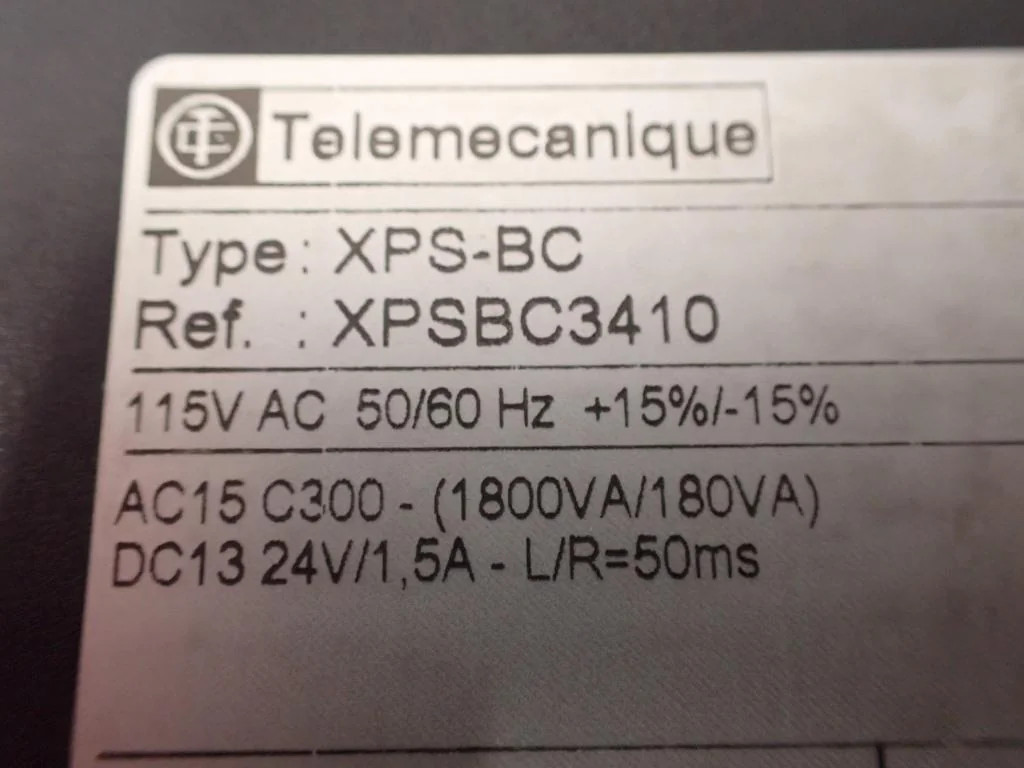 Telemecanique
Type : XPS-BC
Ref. : XPSBC3410
115V AC 50/60 Hz +15%/-15%
AC15 C300 - (1800VA/180VA)
DC13 24V/1,5A - L/R=50ms